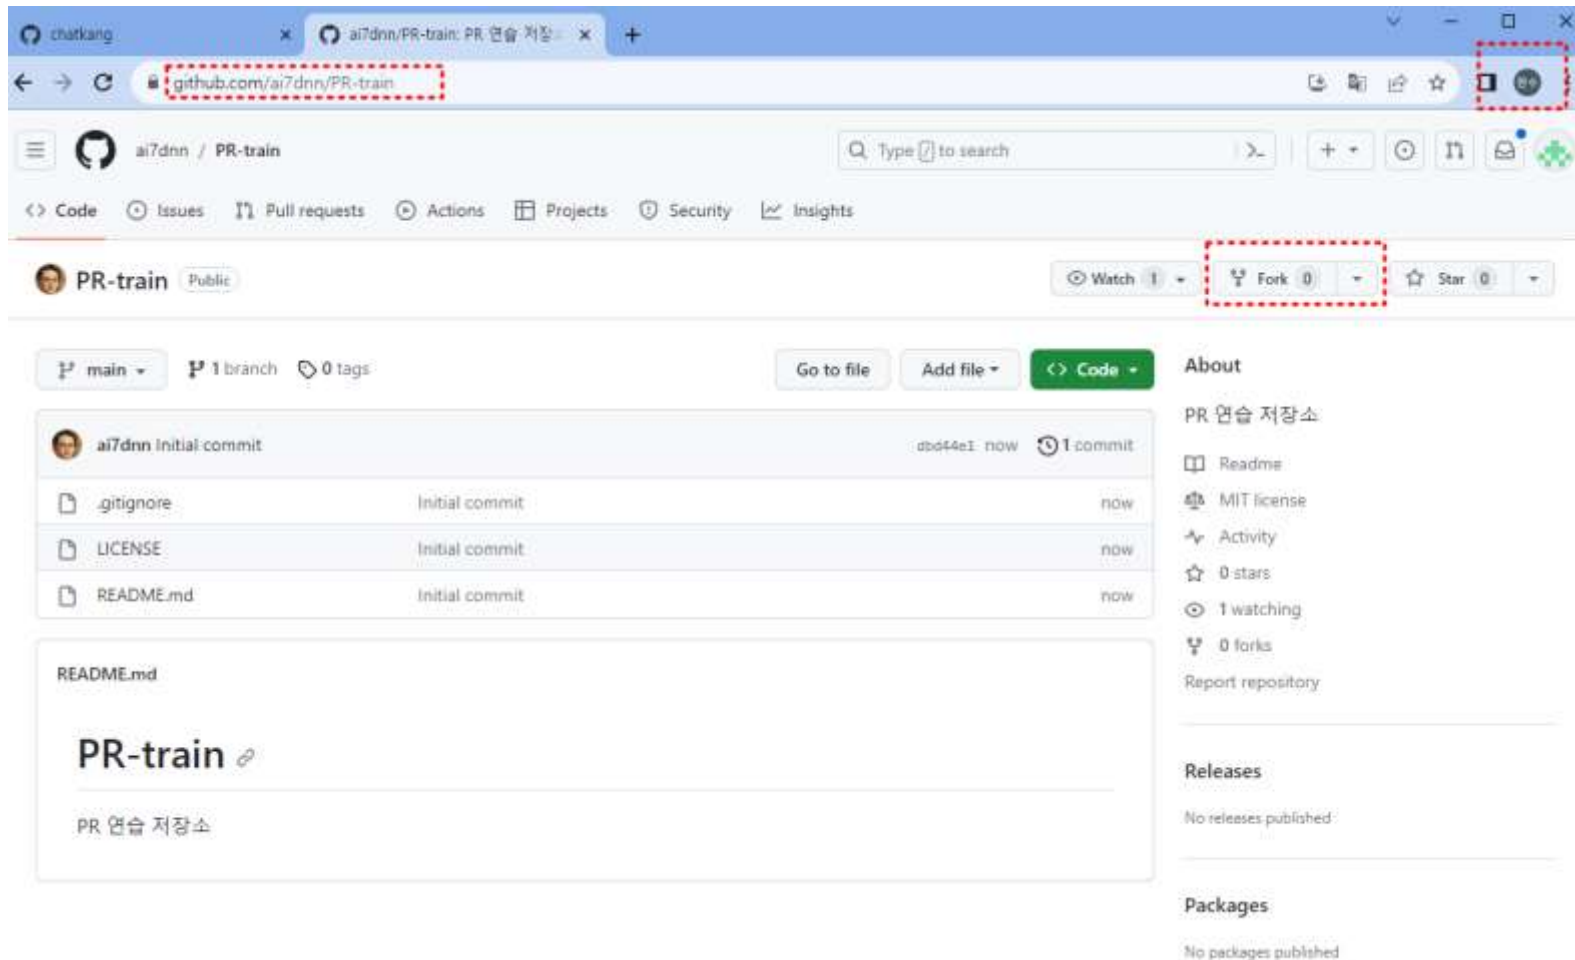 chatkang
ai7dnn/PR-train: PR 연습 저장
github.com/ai7dnn/PR-train
ai7dnn / PR-train
Type / to search
Code Issues Pull requests Actions Projects Security Insights
PR-train Public
Watch 1 Fork 0 Star 0
main 1 branch 0 tags
Go to file Add file Code
ai7dnn Initial commit
dbd44e1 now 1 commit
.gitignore Initial commit now
LICENSE Initial commit now
README.md Initial commit now
README.md
PR-train
PR 연습 저장소
About
PR 연습 저장소
Readme
MIT license
Activity
0 stars
1 watching
0 forks
Report repository
Releases
No releases published
Packages
No packages published